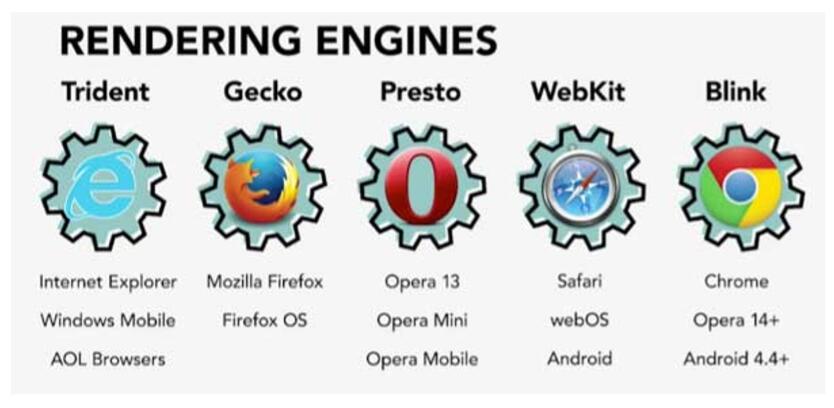 RENDERING ENGINES
Trident Gecko Presto WebKit Blink
Internet Explorer Mozilla Firefox Opera 13 Safari Chrome
Windows Mobile Firefox OS Opera Mini webOS Opera 14+
AOL Browsers Opera Mobile Android Android 4.4+